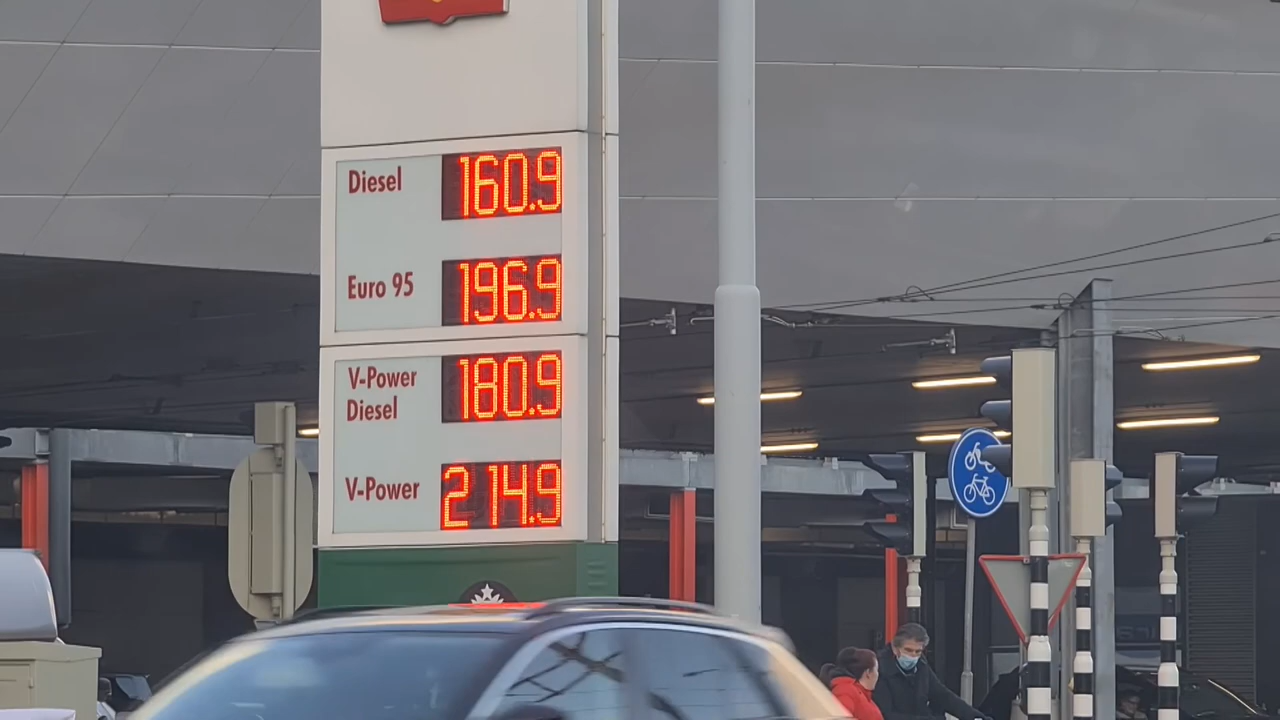 Diesel 160.9
Euro 95 196.9
V-Power
Diesel 180.9
V-Power 214.9